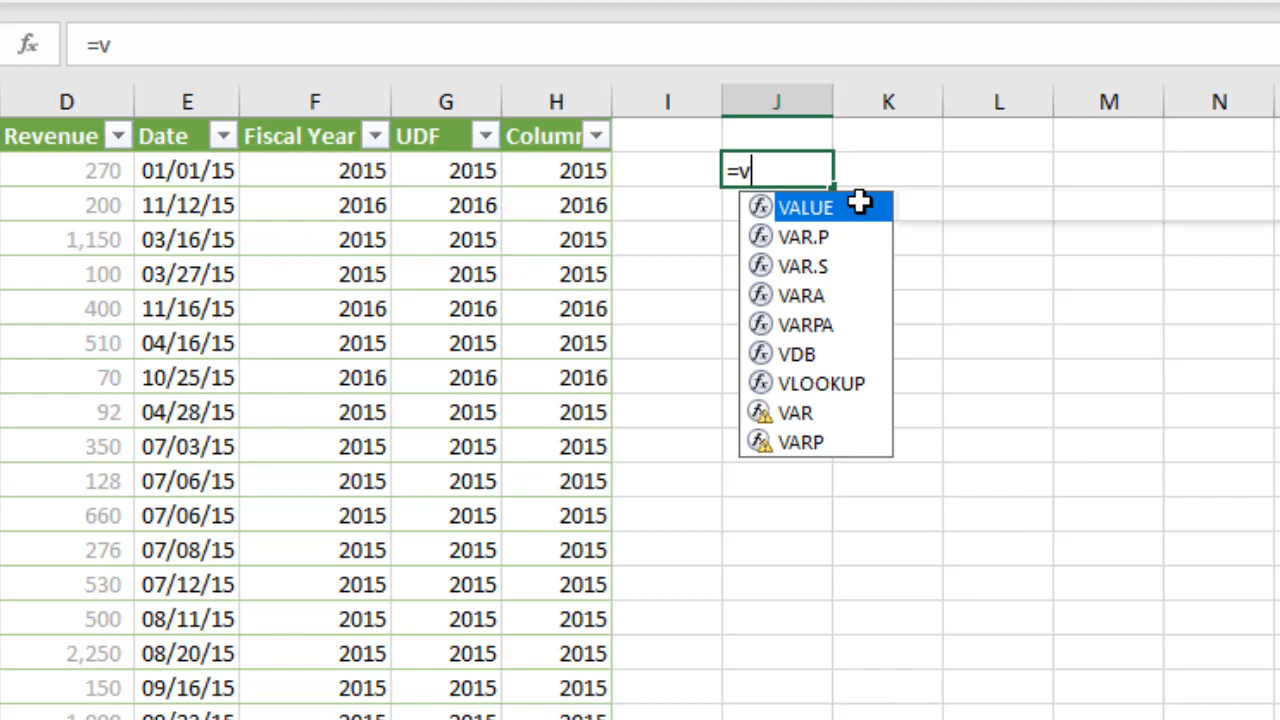 fx =v
D E F G H I J K L M N
Revenue Date Fiscal Year UDF Colum
270 01/01/15 2015 2015 2015 =v
200 11/12/15 2016 2016 2016 VALUE
1,150 03/16/15 2015 2015 2015 VAR.P
100 03/27/15 2015 2015 2015 VAR.S
400 11/16/15 2016 2016 2016 VARA
510 04/16/15 2015 2015 2015 VARPA
VDB
70 10/25/15 2016 2016 2016 VLOOKUP
92 04/28/15 2015 2015 2015 VAR
350 07/03/15 2015 2015 2015 VARP
128 07/06/15 2015 2015 2015
660 07/06/15 2015 2015 2015
276 07/08/15 2015 2015 2015
530 07/12/15 2015 2015 2015
500 08/11/15 2015 2015 2015
2,250 08/20/15 2015 2015 2015
150 09/16/15 2015 2015 2015